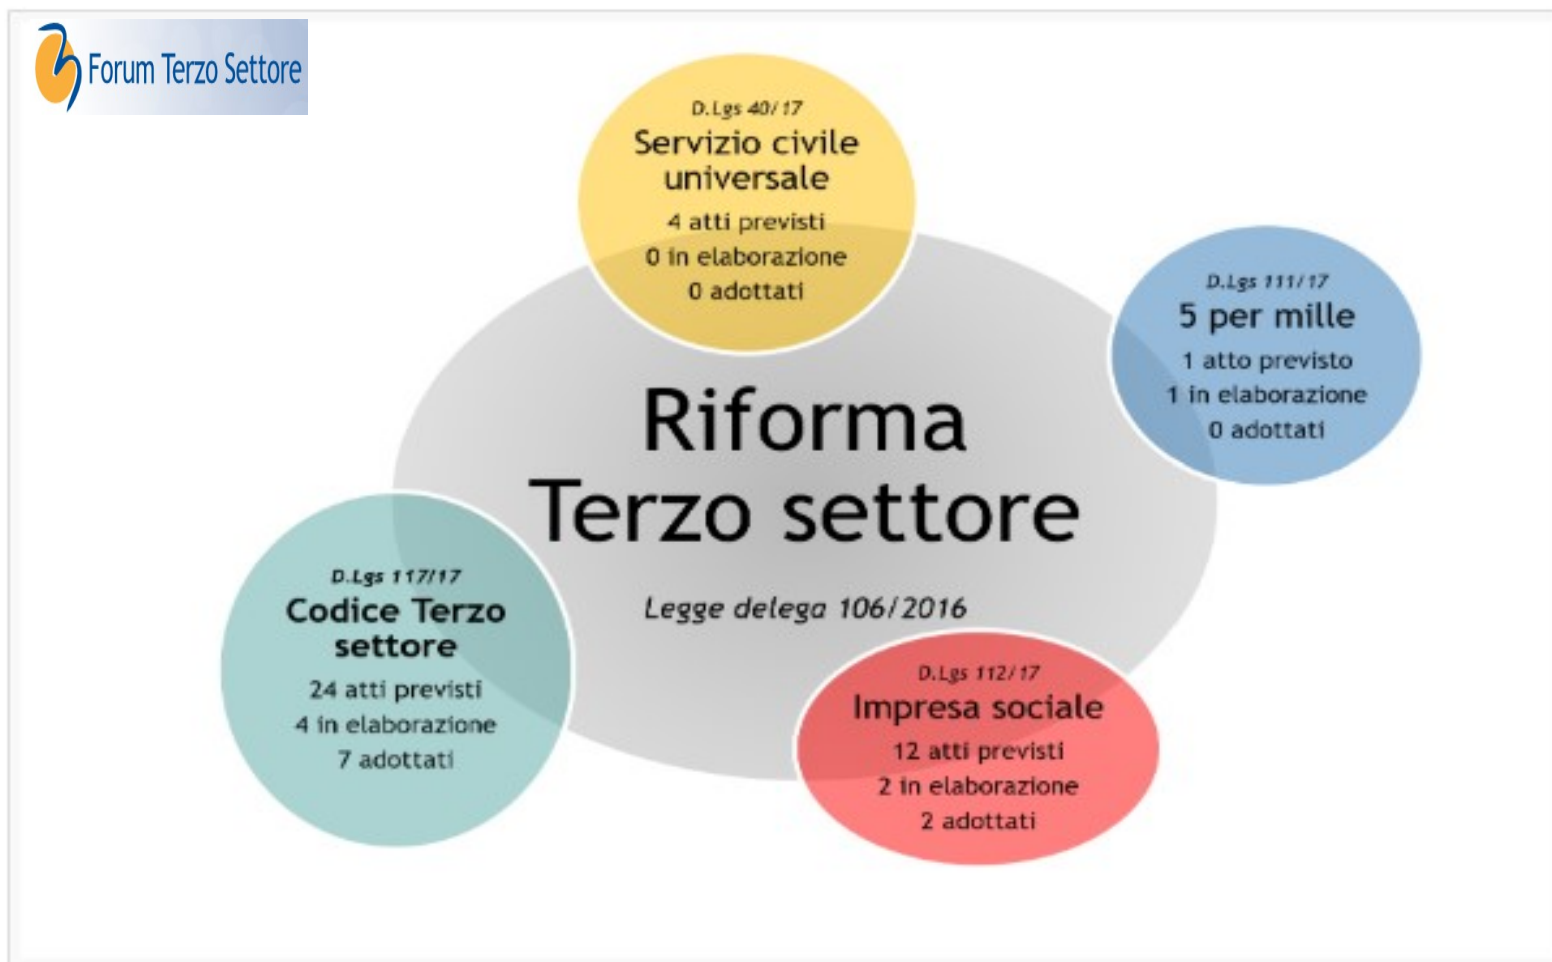 Forum Terzo Settore
D.Lgs 40/17
Servizio civile
universale
4 atti previsti
0 in elaborazione
0 adottati
D.Lgs 111/17
5 per mille
1 atto previsto
1 in elaborazione
0 adottati
Riforma
Terzo settore
Legge delega 106/2016
D.Lgs 117/17
Codice Terzo
settore
24 atti previsti
4 in elaborazione
7 adottati
D.Lgs 112/17
Impresa sociale
12 atti previsti
2 in elaborazione
2 adottati